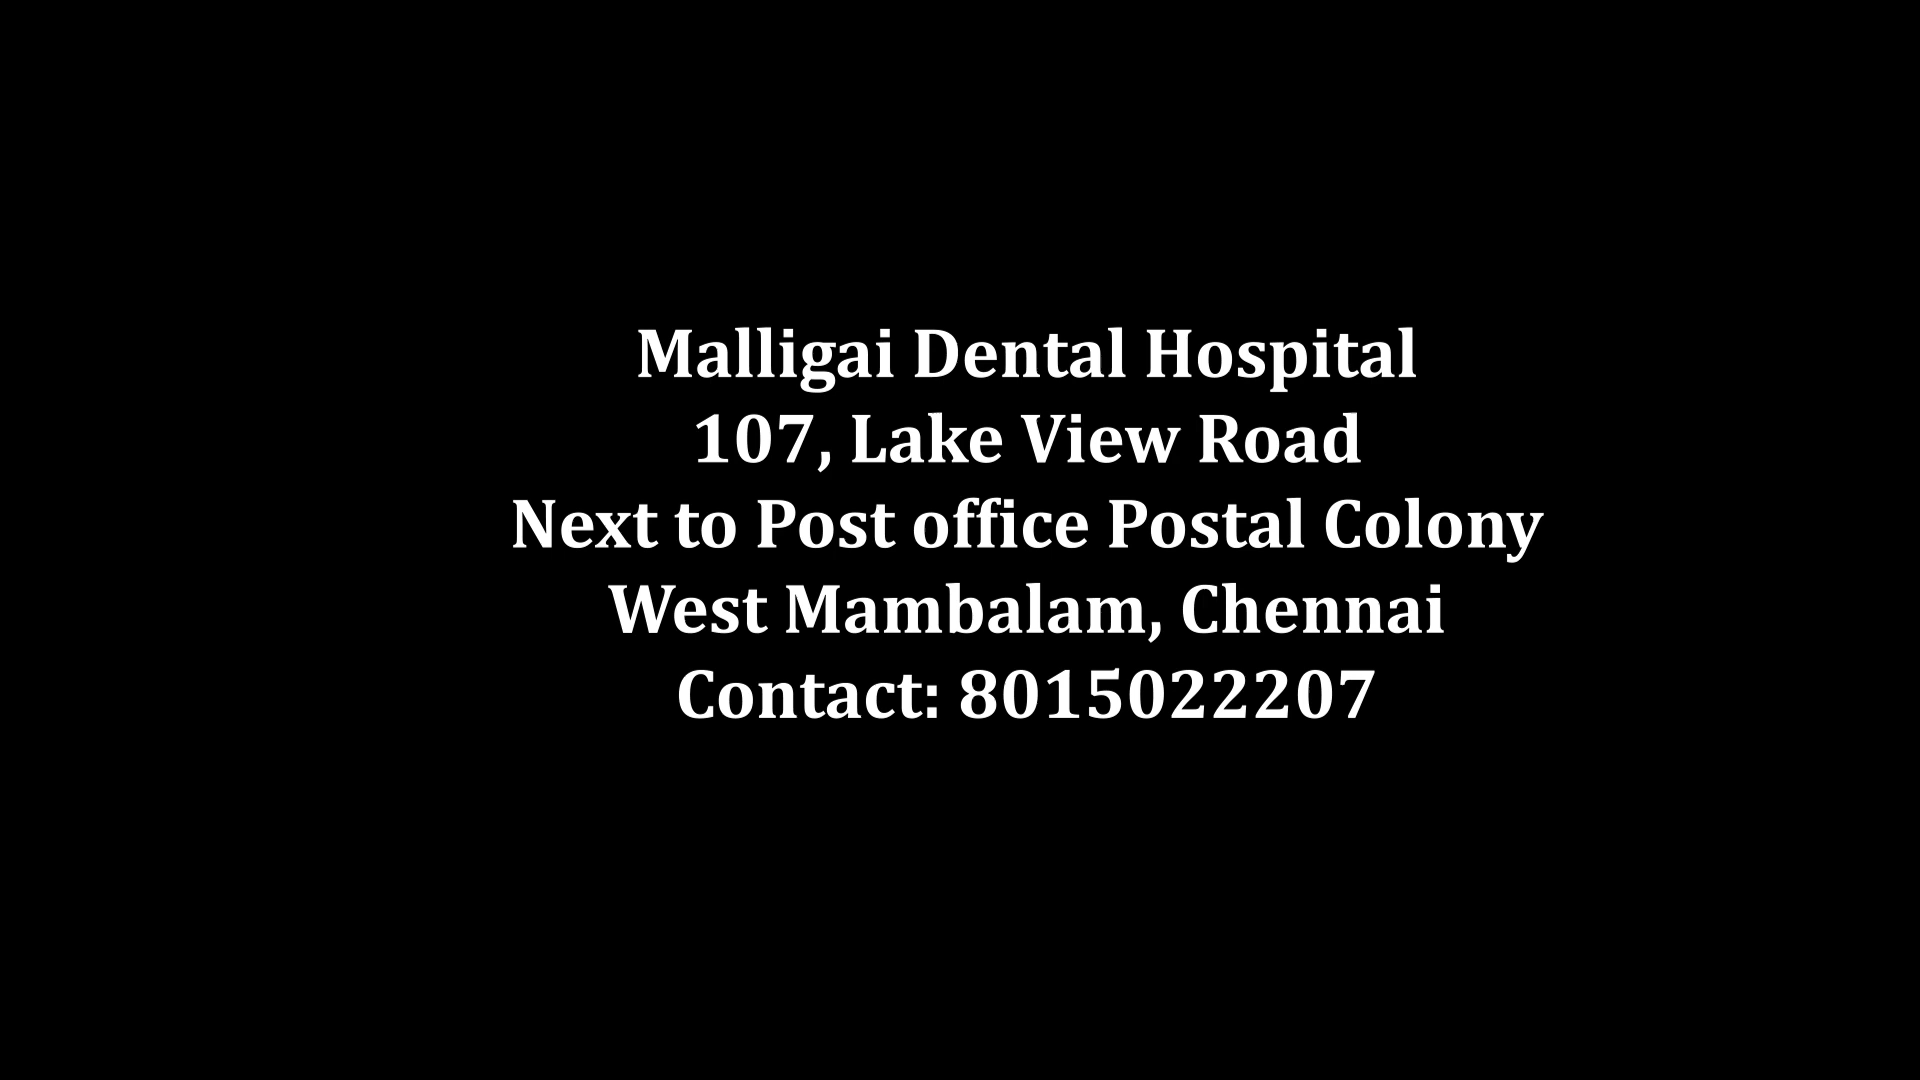 Malligai Dental Hospital
107, Lake View Road
Next to Post office Postal Colony
West Mambalam, Chennai
Contact: 8015022207